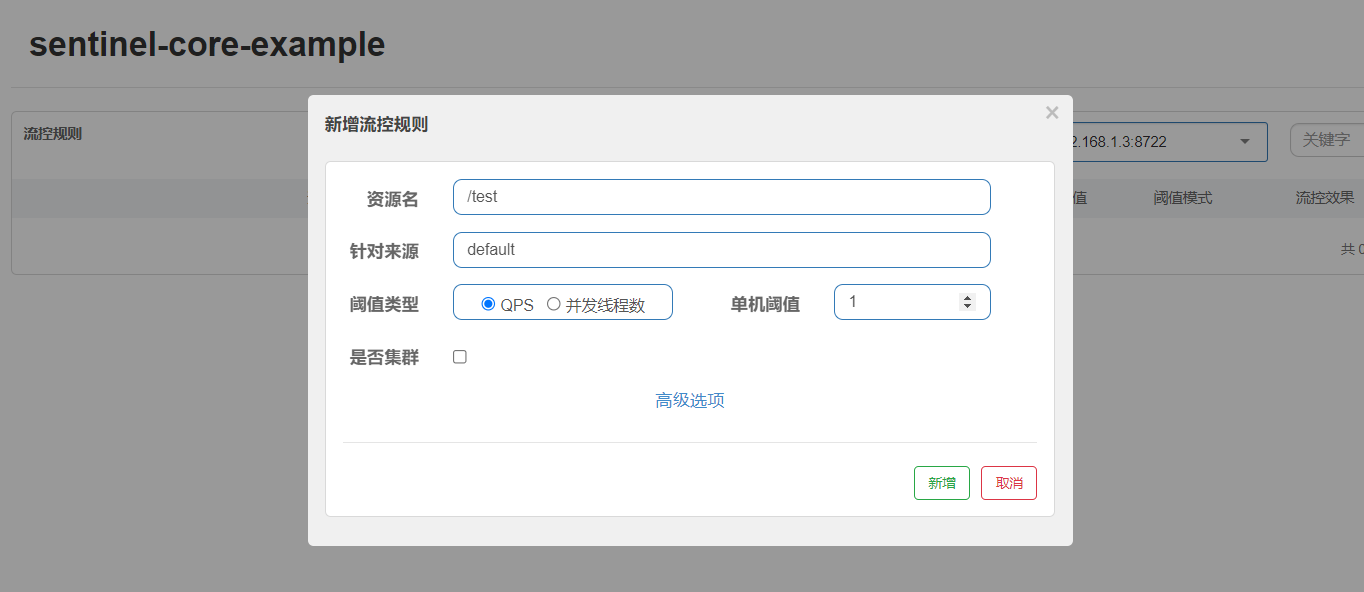 sentinel-core-example
新增流控规则
×
流控规则
2.168.1.3:8722
关键字
资源名
/test
值
阈值模式
流控效果
针对来源
default
共 0
阈值类型
QPS
并发线程数
单机阈值
1
是否集群
高级选项
新增
取消